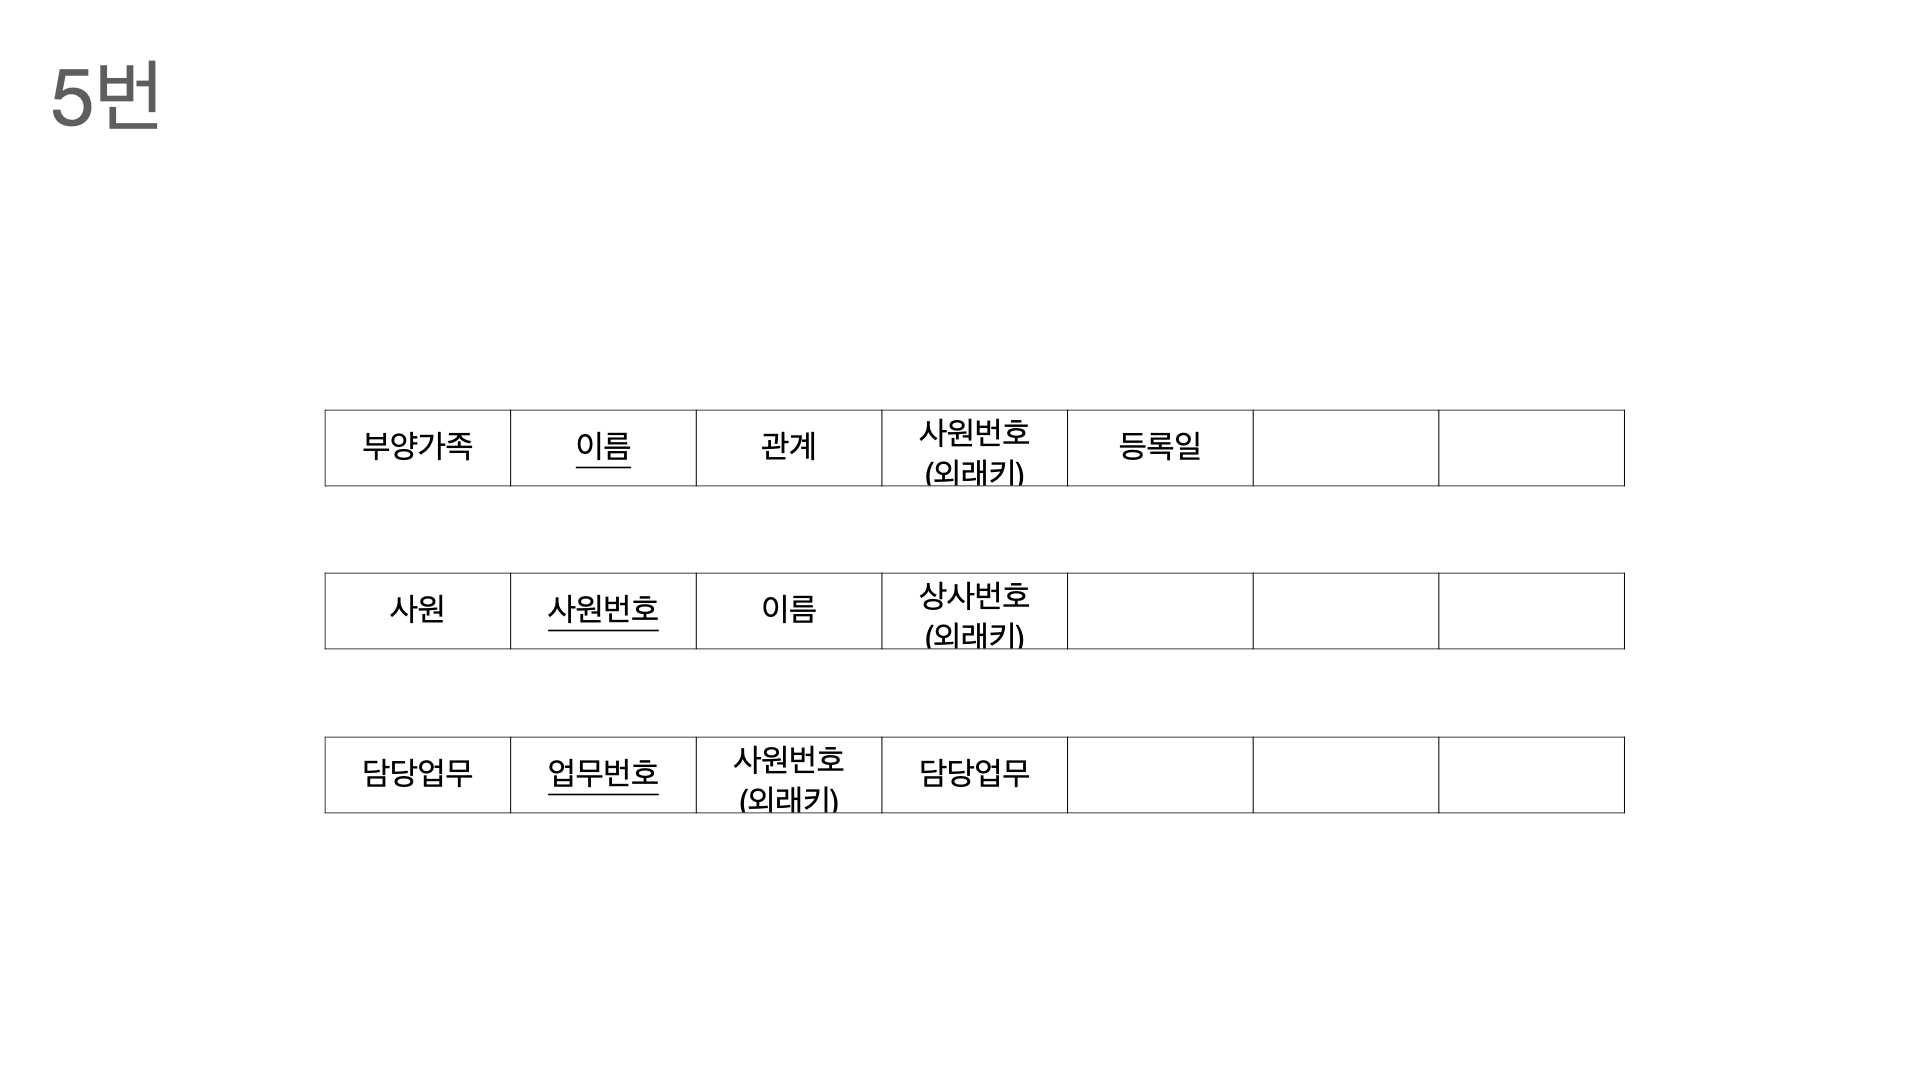 5번
부양가족 이름 관계 사원번호 등록일
(외래키)
사원 사원번호 이름 상사번호
(외래키)
담당업무 업무번호 사원번호 담당업무
(외래키)